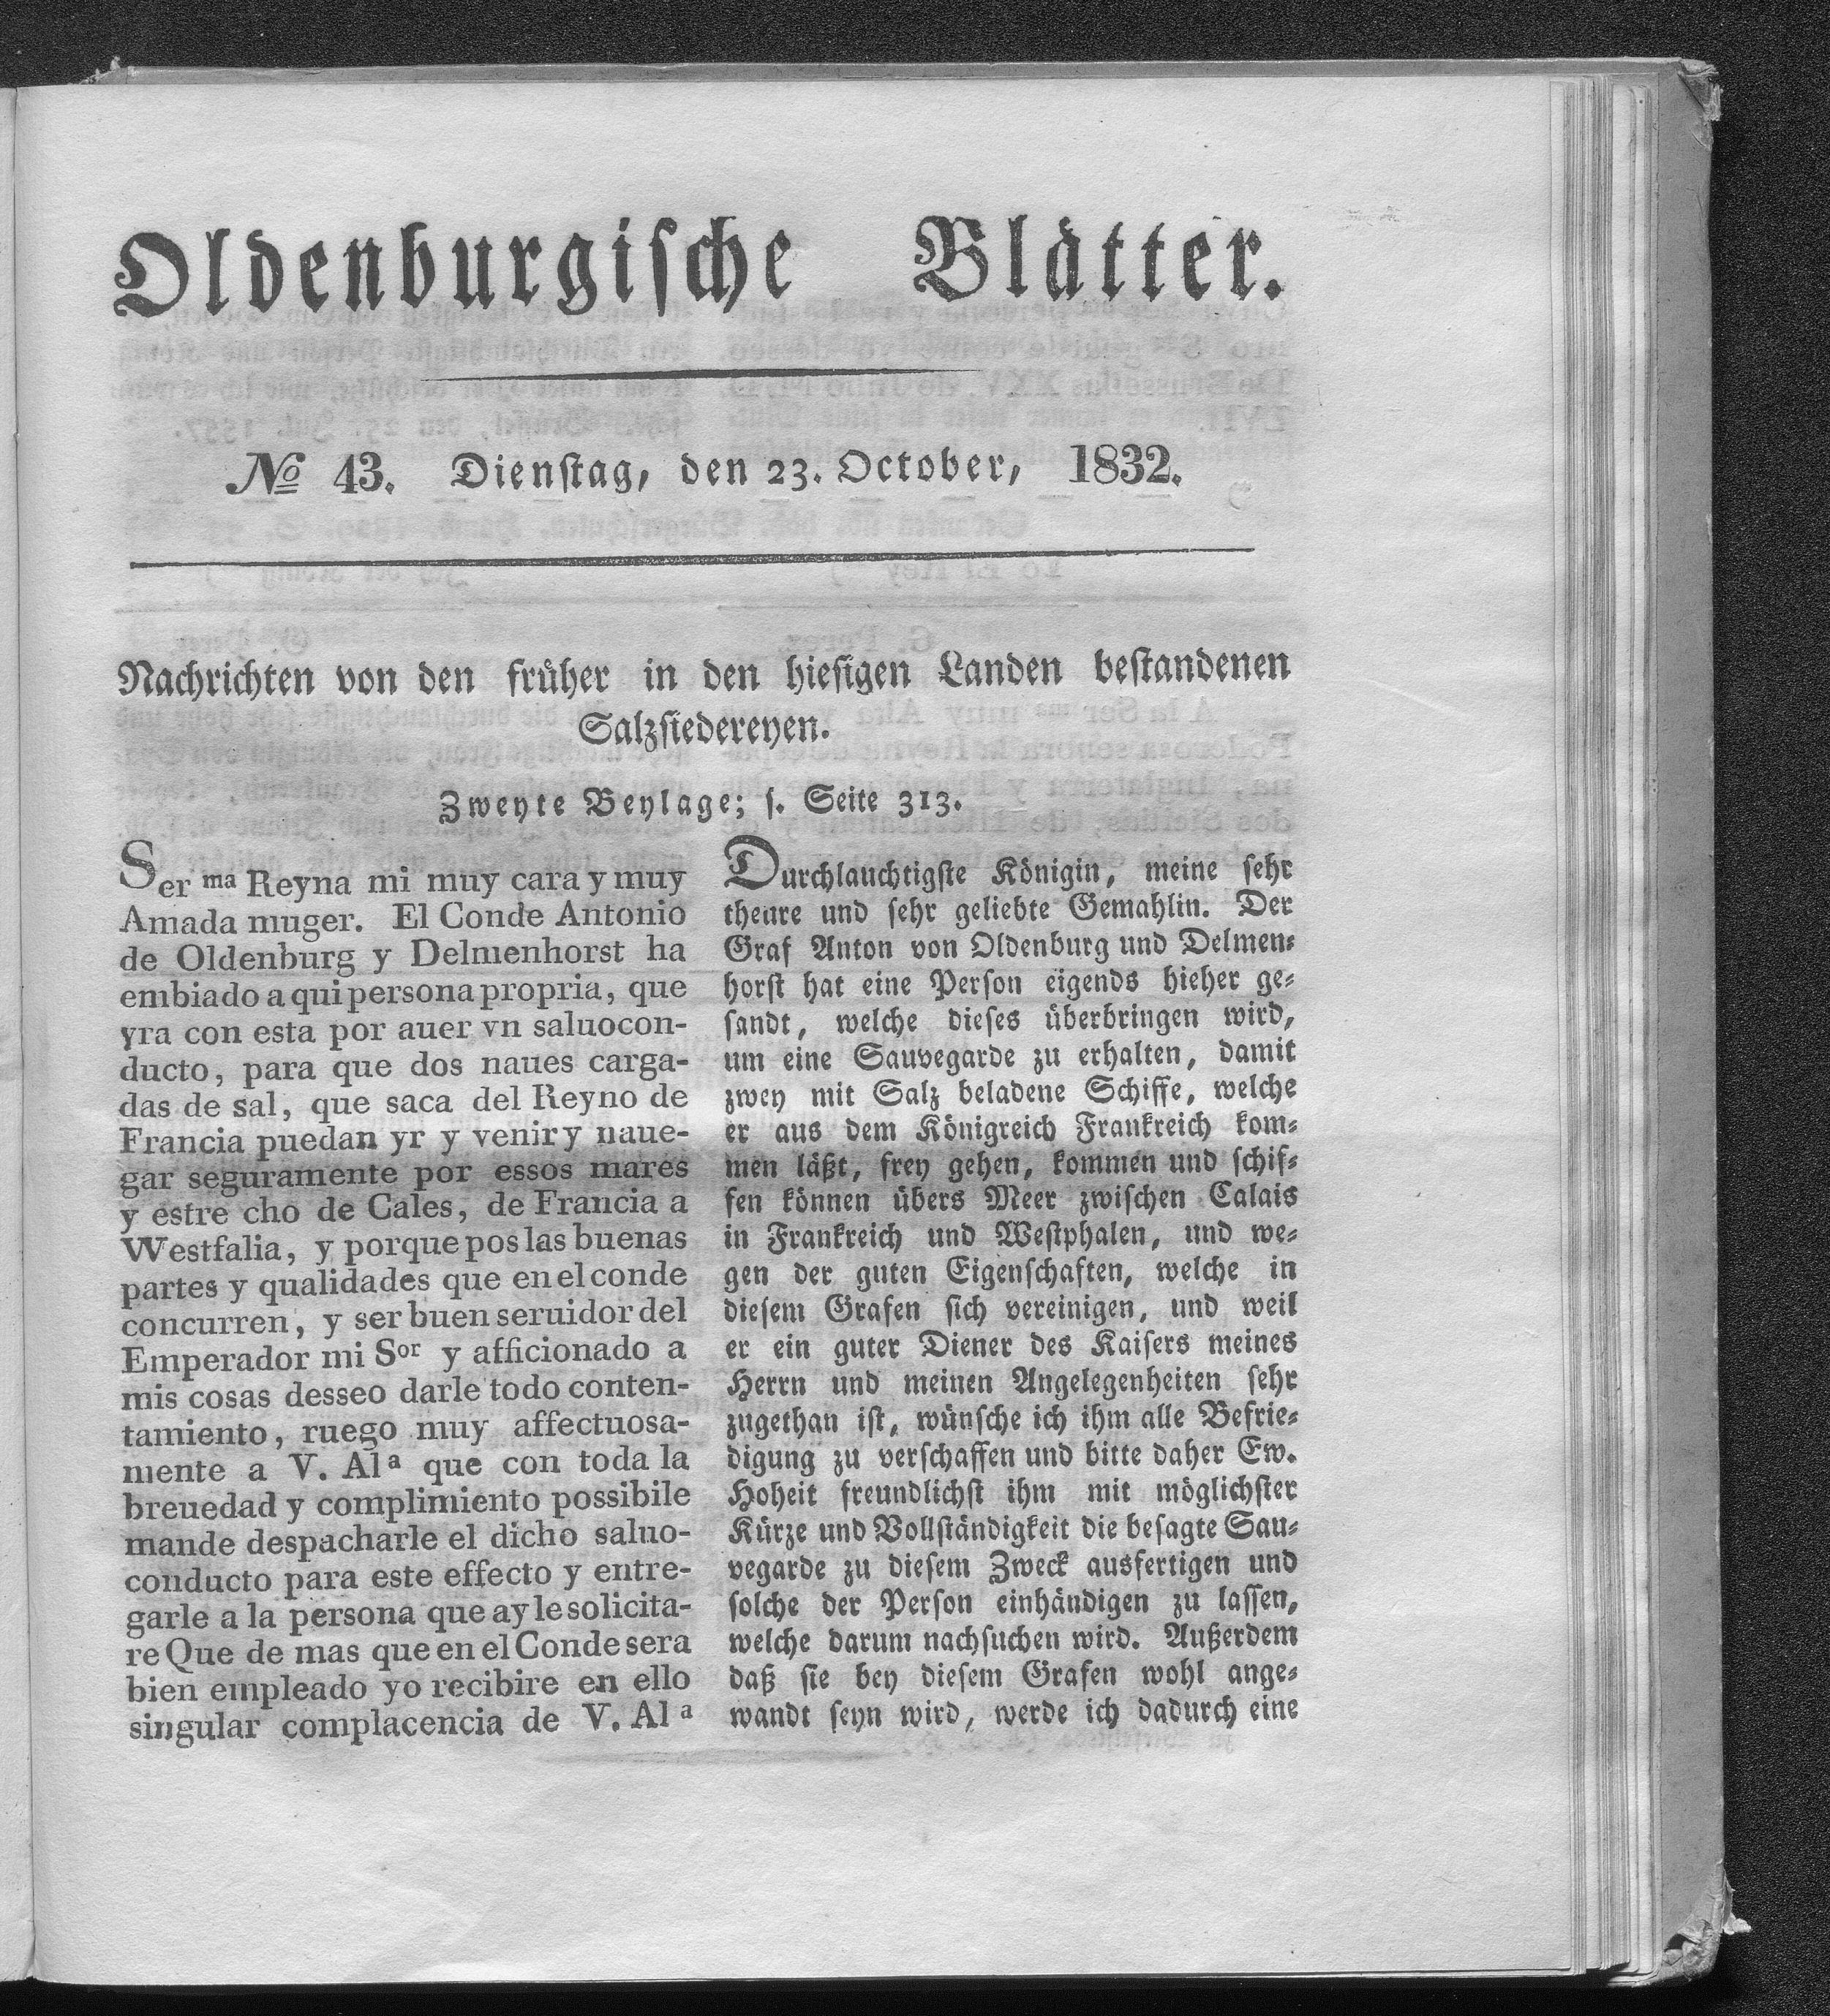 Oldenburgische Blätter.
No 43. Dienstag, den 23. October, 1832.
Nachrichten von den früher in den hiesigen Landen bestandenen
Salzsiedereyen.
Zweyte Beylage; s. Seite 313.
Ser ma Reyna mi muy cara y muy
Amada muger. El Conde Antonio
de Oldenburg y Delmenhorst ha
embiado a qui persona propria, que
yra con esta por auer vn saluocon-
ducto, para que dos naues carga-
das de sal, que saca del Reyno de
Francia puedan yr y venir y naue-
gar seguramente por essos mares
y estre cho de Cales, de Francia a
Westfalia, y porque pos las buenas
partes y qualidades que en el conde
concurren, y ser buen seruidor del
Emperador mi Sor y afficionado a
mis cosas desseo darle todo conten-
tamiento, ruego muy affectuosa-
mente a V. Al a que con toda la
breuedad y complimiento possibile
mande despacharle el dicho saluo-
conducto para este effecto y entre-
garle a la persona que ay le solicita-
re Que de mas que en el Conde sera
bien empleado yo recibire en ello
singular complacencia de V. Al a
Durchlauchtigste Königin, meine sehr
theure und sehr geliebte Gemahlin. Der
Graf Anton von Oldenburg und Delmen-
horst hat eine Person eigends hieher ge-
sandt, welche dieses überbringen wird,
um eine Sauvegarde zu erhalten, damit
zwey mit Salz beladene Schiffe, welche
er aus dem Königreich Frankreich kom-
men läßt, frey gehen, kommen und schif-
fen können übers Meer zwischen Calais
in Frankreich und Westphalen, und we-
gen der guten Eigenschaften, welche in
diesem Grafen sich vereinigen, und weil
er ein guter Diener des Kaisers meines
Herrn und meinen Angelegenheiten sehr
zugethan ist, wünsche ich ihm alle Befrie-
digung zu verschaffen und bitte daher Ew.
Hoheit freundlichst ihm mit möglichster
Kürze und Vollständigkeit die besagte Sau-
vegarde zu diesem Zweck ausfertigen und
solche der Person einhändigen zu lassen,
welche darum nachsuchen wird. Außerdem
daß sie bey diesem Grafen wohl ange-
wandt seyn wird, werde ich dadurch eine